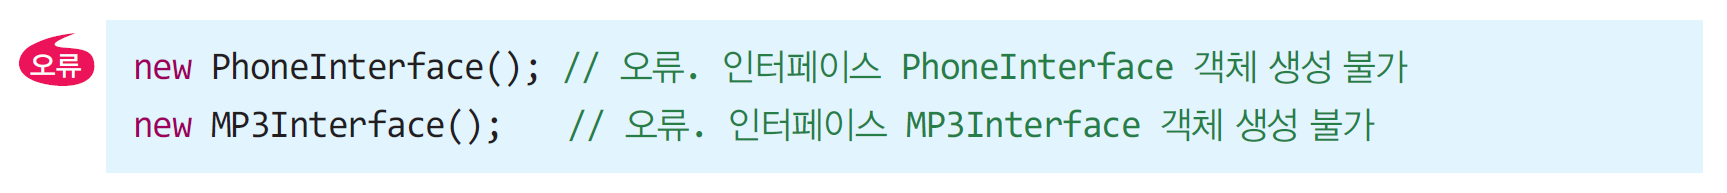 오류
new PhoneInterface(); // 오류. 인터페이스 PhoneInterface 객체 생성 불가
new MP3Interface(); // 오류. 인터페이스 MP3Interface 객체 생성 불가